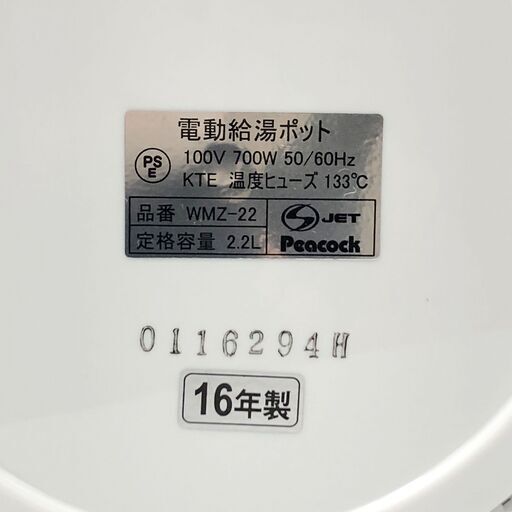 電動給湯ポット
PS E
100V 700W 50/60Hz
KTE 温度ヒューズ 133℃
品番 WMZ-22
JET
定格容量 2.2L
Peacock
0116294H
16年製